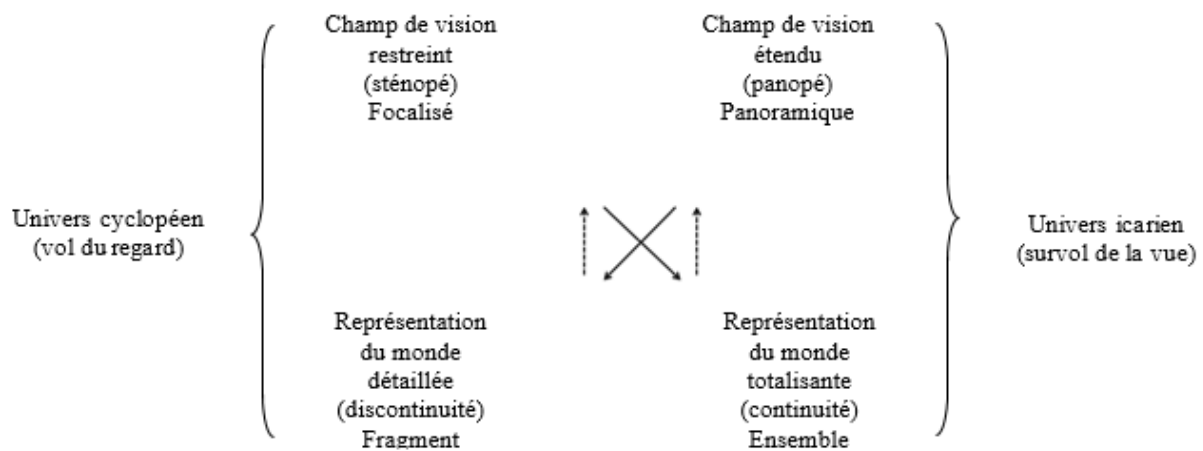 Champ de vision
restreint
(sténopé)
Focalisé
Champ de vision
étendu
(panopé)
Panoramique
Univers cyclopéen
(vol du regard)
Univers icarien
(survol de la vue)
Représentation
du monde
détaillée
(discontinuité)
Fragment
Représentation
du monde
totalisante
(continuité)
Ensemble